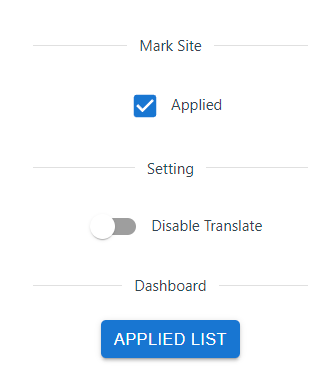 Mark Site
Applied
Setting
Disable Translate
Dashboard
APPLIED LIST